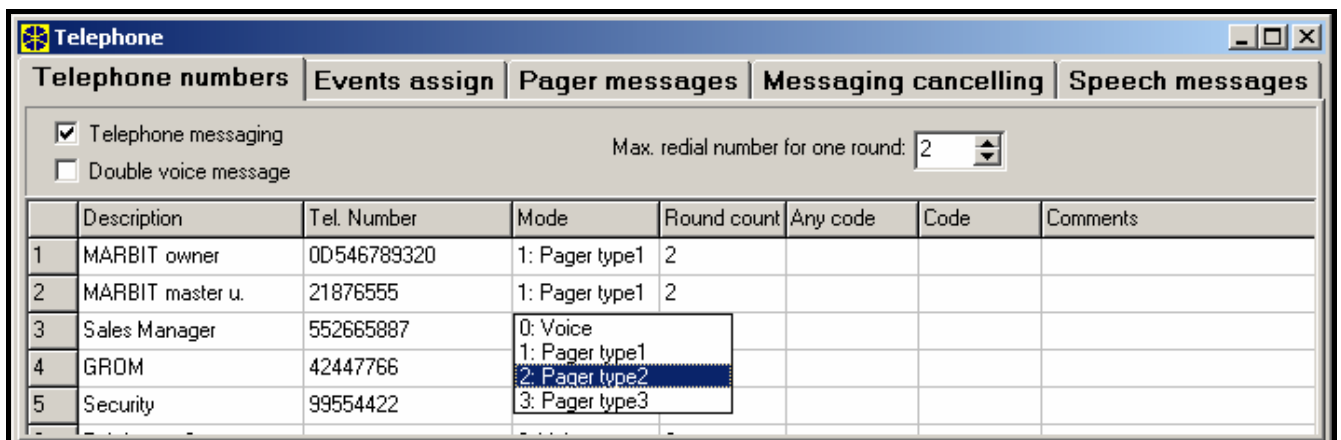 Telephone
Telephone numbers Events assign Pager messages Messaging cancelling Speech messages
Telephone messaging Max. redial number for one round: 2
Double voice message
Description Tel. Number Mode Round count Any code Code Comments
1 MARBIT owner 0D546789320 1: Pager type1 2
2 MARBIT master u. 21876555 1: Pager type1 2
3 Sales Manager 552665887 0: Voice
1: Pager type1
4 GROM 42447766 2: Pager type2
5 Security 99554422 3: Pager type3